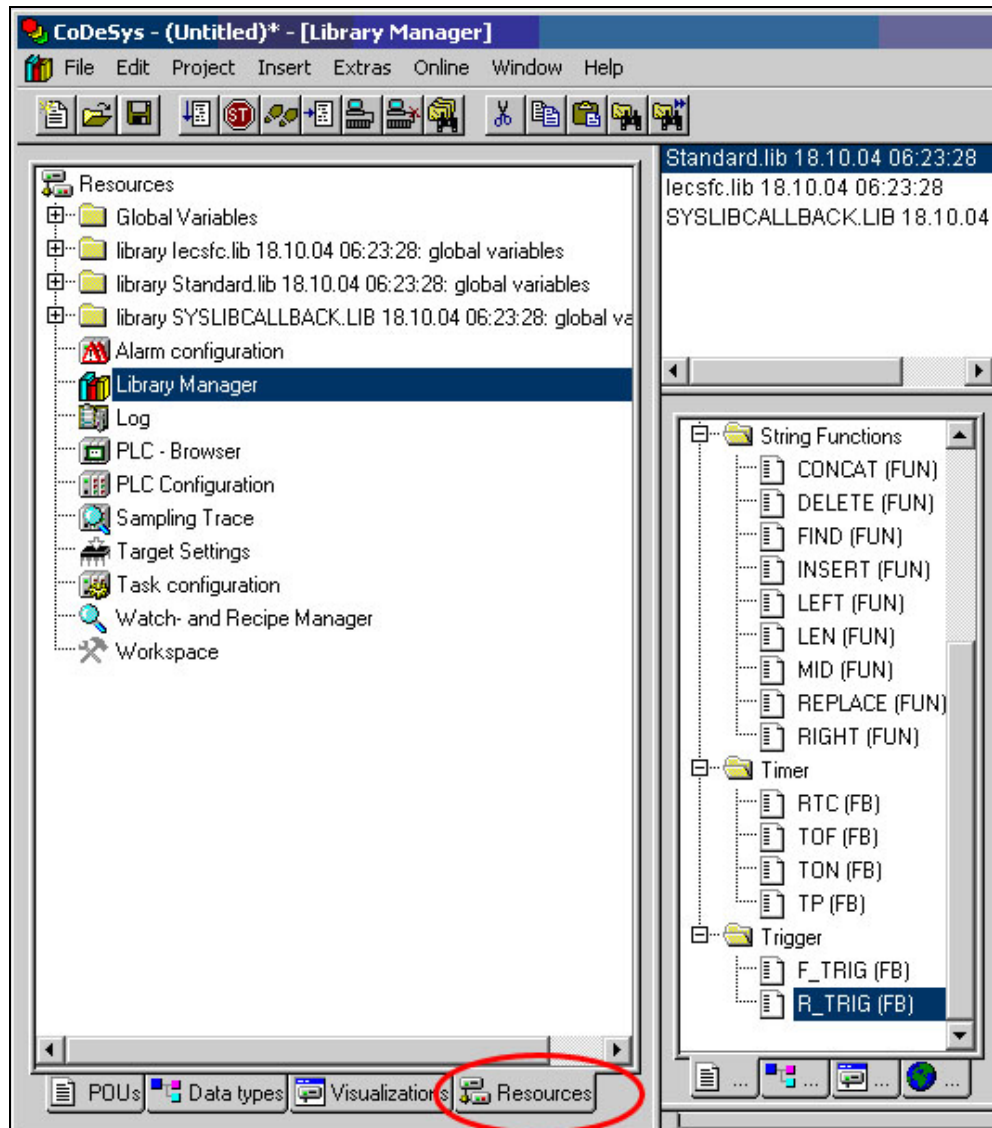 CoDeSys - (Untitled)* - [Library Manager]
File Edit Project Insert Extras Online Window Help
ST
Resources
Global Variables
library Iecsfc.lib 18.10.04 06:23:28: global variables
library Standard.lib 18.10.04 06:23:28: global variables
library SYSLIBCALLBACK.LIB 18.10.04 06:23:28: global va
Alarm configuration
Library Manager
Log
PLC - Browser
PLC Configuration
Sampling Trace
Target Settings
Task configuration
Watch- and Recipe Manager
Workspace
POUs Data types Visualizations Resources
Standard.lib 18.10.04 06:23:28
Iecsfc.lib 18.10.04 06:23:28
SYSLIBCALLBACK.LIB 18.10.04
String Functions
CONCAT (FUN)
DELETE (FUN)
FIND (FUN)
INSERT (FUN)
LEFT (FUN)
LEN (FUN)
MID (FUN)
REPLACE (FUN)
RIGHT (FUN)
Timer
RTC (FB)
TOF (FB)
TON (FB)
TP (FB)
Trigger
F_TRIG (FB)
R_TRIG (FB)
... ... ... ...